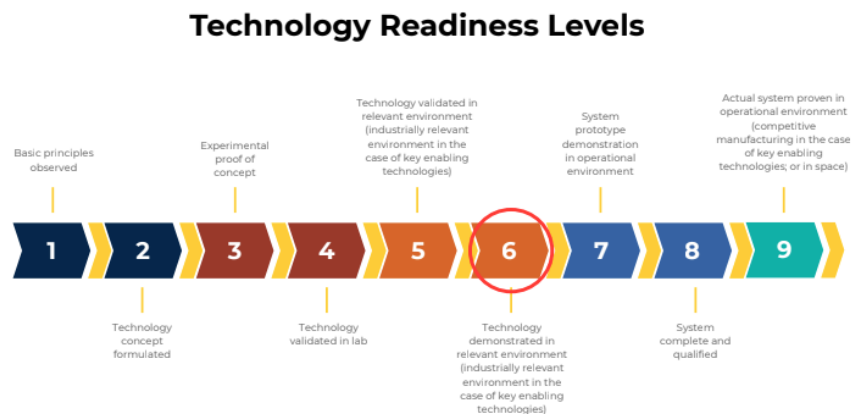 Technology Readiness Levels
Basic principles
observed
Experimental
proof of
concept
Technology validated in
relevant environment
(industrially relevant
environment in the
case of key enabling
technologies)
System
prototype
demonstration
in operational
environment
Actual system proven in
operational environment
(competitive
manufacturing in the case
of key enabling
technologies; or in space)
1
2
3
4
5
6
7
8
9
Technology
concept
formulated
Technology
validated in lab
Technology
demonstrated in
relevant environment
(industrially relevant
environment in the
case of key enabling
technologies)
System
complete and
qualified